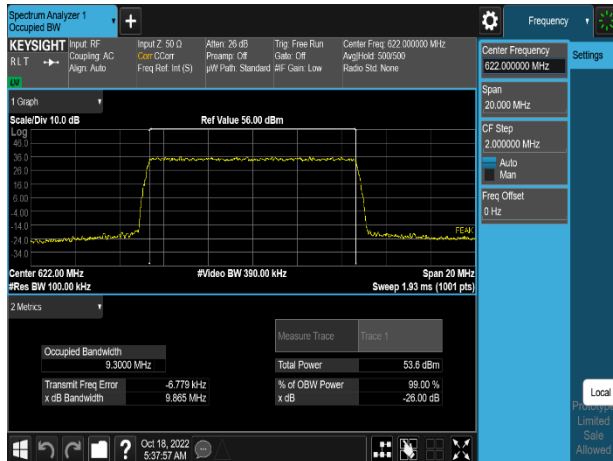 Spectrum Analyzer 1
Occupied BW
+
Frequency
KEYSIGHT
R L T
Input: RF
Coupling: AC
Align: Auto
Input Z: 50 Ω
Corr CCorr
Freq Ref: Int (S)
Atten: 26 dB
Preamp: Off
µW Path: Standard
Trig: Free Run
Gate: Off
#IF Gain: Low
Center Freq: 622.000000 MHz
Avg|Hold: 500/500
Radio Std: None
Center Frequency
622.000000 MHz
Settings
Span
20.000 MHz
CF Step
2.000000 MHz
Auto
Man
Freq Offset
0 Hz
1 Graph
Scale/Div 10.0 dB
Ref Value 56.00 dBm
Log
46.0
36.0
26.0
16.0
6.00
-4.00
-14.0
-24.0
-34.0
PEAK
Center 622.00 MHz
#Video BW 390.00 kHz
Span 20 MHz
#Res BW 100.00 kHz
Sweep 1.93 ms (1001 pts)
2 Metrics
Measure Trace
Trace 1
Occupied Bandwidth
9.3000 MHz
Total Power
53.6 dBm
Transmit Freq Error
-6.779 kHz
% of OBW Power
99.00 %
x dB Bandwidth
9.865 MHz
x dB
-26.00 dB
Local
Prototype
Limited
Sale
Allowed
?
Oct 18, 2022
5:37:57 AM